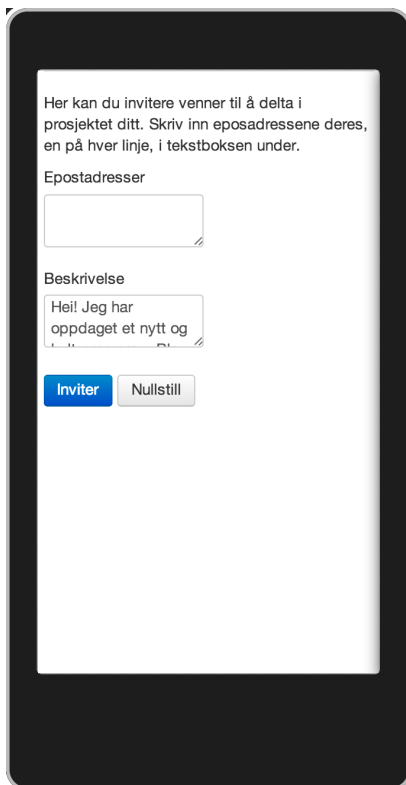 Her kan du invitere venner til å delta i
prosjektet ditt. Skriv inn eposadressene deres,
en på hver linje, i tekstboksen under.
Epostadresser
Beskrivelse
Hei! Jeg har
oppdaget et nytt og
Inviter Nullstill